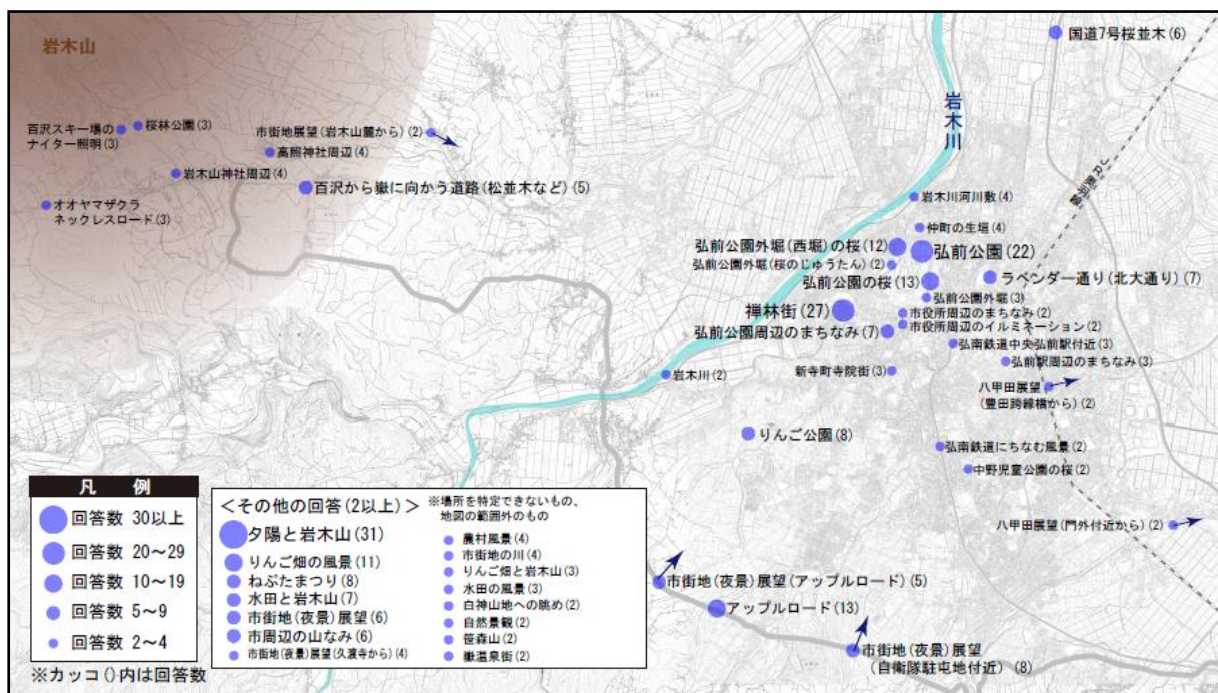 岩木山
国道7号桜並木(6)
岩木川
JR奥羽線
百沢スキー場の
ナイター照明(3)
桜林公園(3)
市街地展望(岩木山麓から)(2)
高照神社周辺(4)
岩木山神社周辺(4)
百沢から嶽に向かう道路(松並木など)(5)
オオヤマザクラ
ネックレスロード(3)
岩木川河川敷(4)
仲町の生垣(4)
弘前公園外堀(西堀)の桜(12)
弘前公園(22)
弘前公園外堀(桜のじゅうたん)(2)
弘前公園の桜(13)
ラベンダー通り(北大通り)(7)
弘前公園外堀(3)
禅林街(27)
市役所周辺のまちなみ(2)
市役所周辺のイルミネーション(2)
弘前公園周辺のまちなみ(7)
弘南鉄道中央弘前駅付近(3)
弘前駅周辺のまちなみ(3)
岩木川(2)
新寺町寺院街(3)
八甲田展望
(豊田跨線橋から)(2)
りんご公園(8)
弘南鉄道にちなむ風景(2)
中野児童公園の桜(2)
八甲田展望(門外付近から)(2)
市街地(夜景)展望(アップルロード)(5)
アップルロード(13)
市街地(夜景)展望
(自衛隊駐屯地付近)(8)
凡 例
回答数 30以上
回答数 20～29
回答数 10～19
回答数 5～9
回答数 2～4
※カッコ()内は回答数
＜その他の回答(2以上)＞
※場所を特定できないもの、
地図の範囲外のもの
夕陽と岩木山(31)
りんご畑の風景(11)
ねぷたまつり(8)
水田と岩木山(7)
市街地(夜景)展望(6)
市周辺の山なみ(6)
市街地(夜景)展望(久渡寺から)(4)
農村風景(4)
市街地の川(4)
りんご畑と岩木山(3)
水田の風景(3)
白神山地への眺め(2)
自然景観(2)
笹森山(2)
嶽温泉街(2)